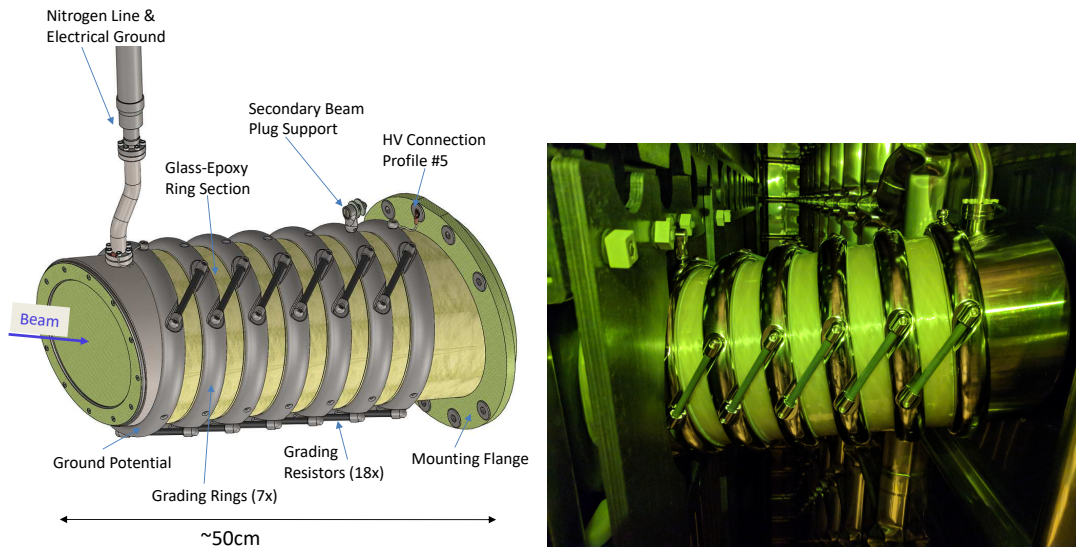 Nitrogen Line &
Electrical Ground
Secondary Beam
Plug Support
HV Connection
Profile #5
Glass-Epoxy
Ring Section
Beam
Ground Potential
Grading Rings (7x)
Grading
Resistors (18x)
Mounting Flange
~50cm